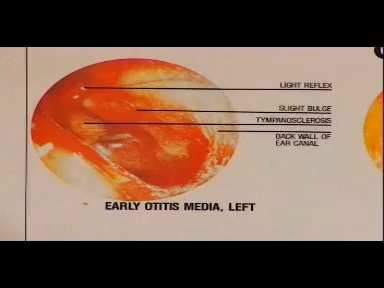 LIGHT REFLEX
SLIGHT BULGE
TYMPANOSCLEROSIS
BACK WALL OF
EAR CANAL
EARLY OTITIS MEDIA, LEFT